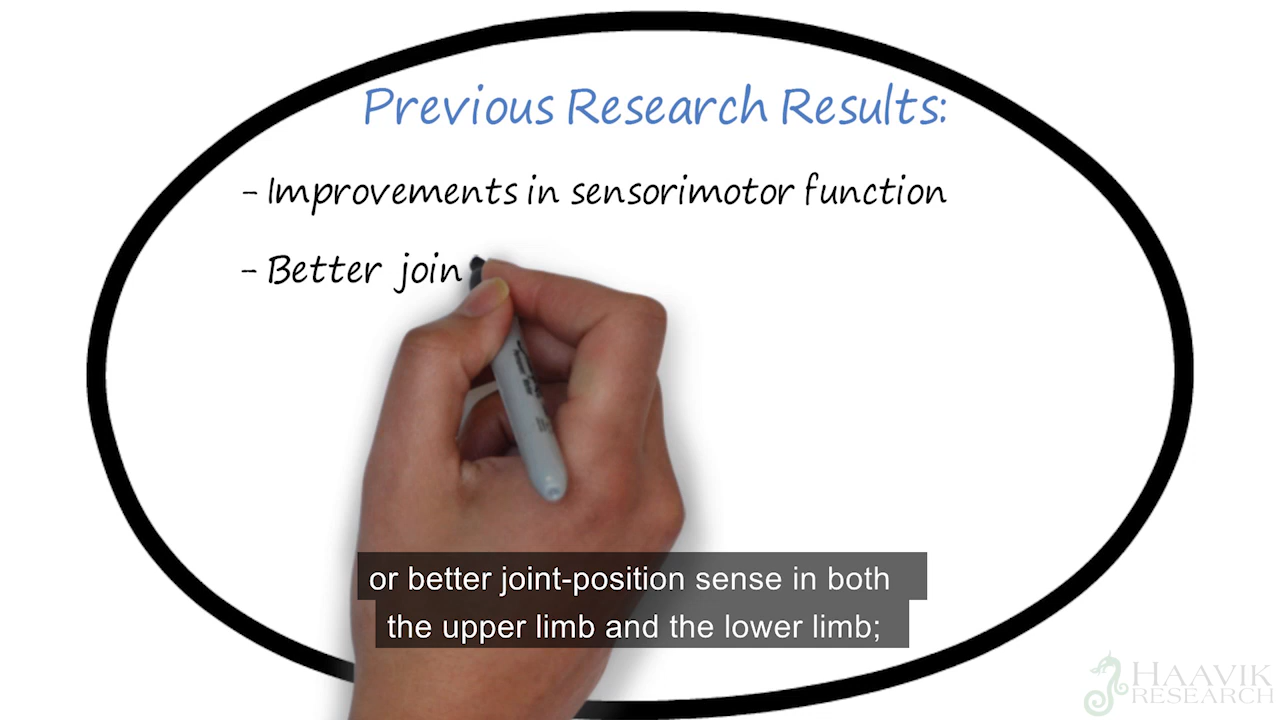 Previous Research Results:
- Improvements in sensorimotor function
- Better join
or better joint-position sense in both
the upper limb and the lower limb;
HAAVIK
RESEARCH